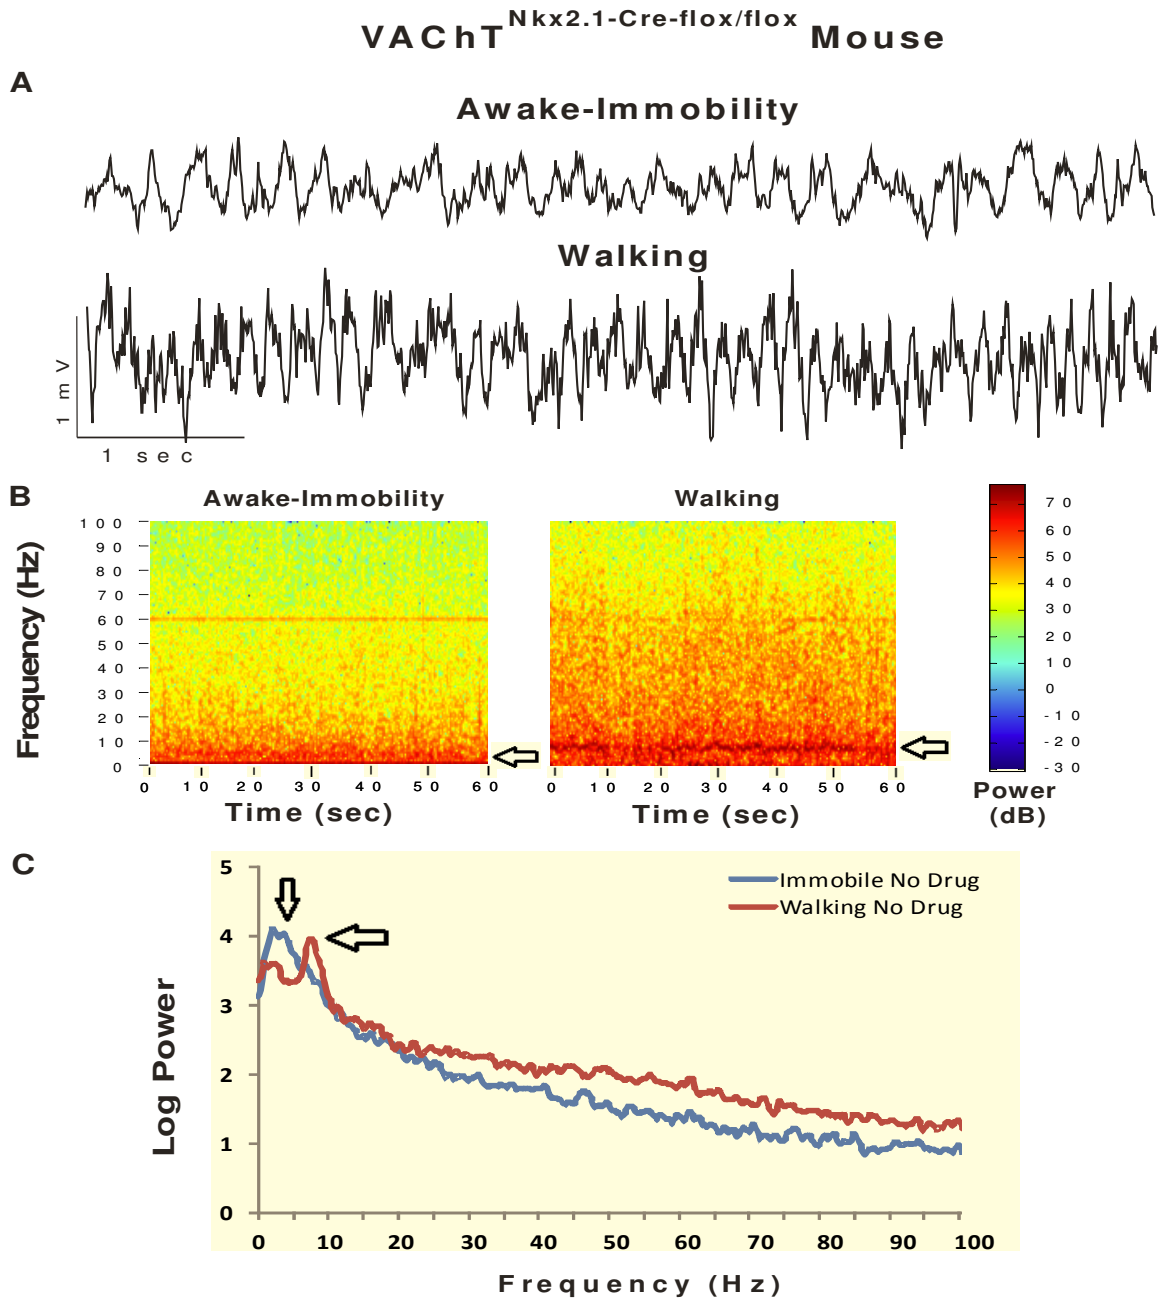 VAChT^Nkx2.1-Cre-flox/flox Mouse
A
Awake-Immobility
Walking
1 mV
1 sec
B
Awake-Immobility
Walking
Frequency (Hz)
100
90
80
70
60
50
40
30
20
10
0
0 10 20 30 40 50 60
Time (sec)
0 10 20 30 40 50 60
Time (sec)
70
60
50
40
30
20
10
0
-10
-20
-30
Power
(dB)
C
Log Power
5
4
3
2
1
0
Immobile No Drug
Walking No Drug
0 10 20 30 40 50 60 70 80 90 100
Frequency (Hz)